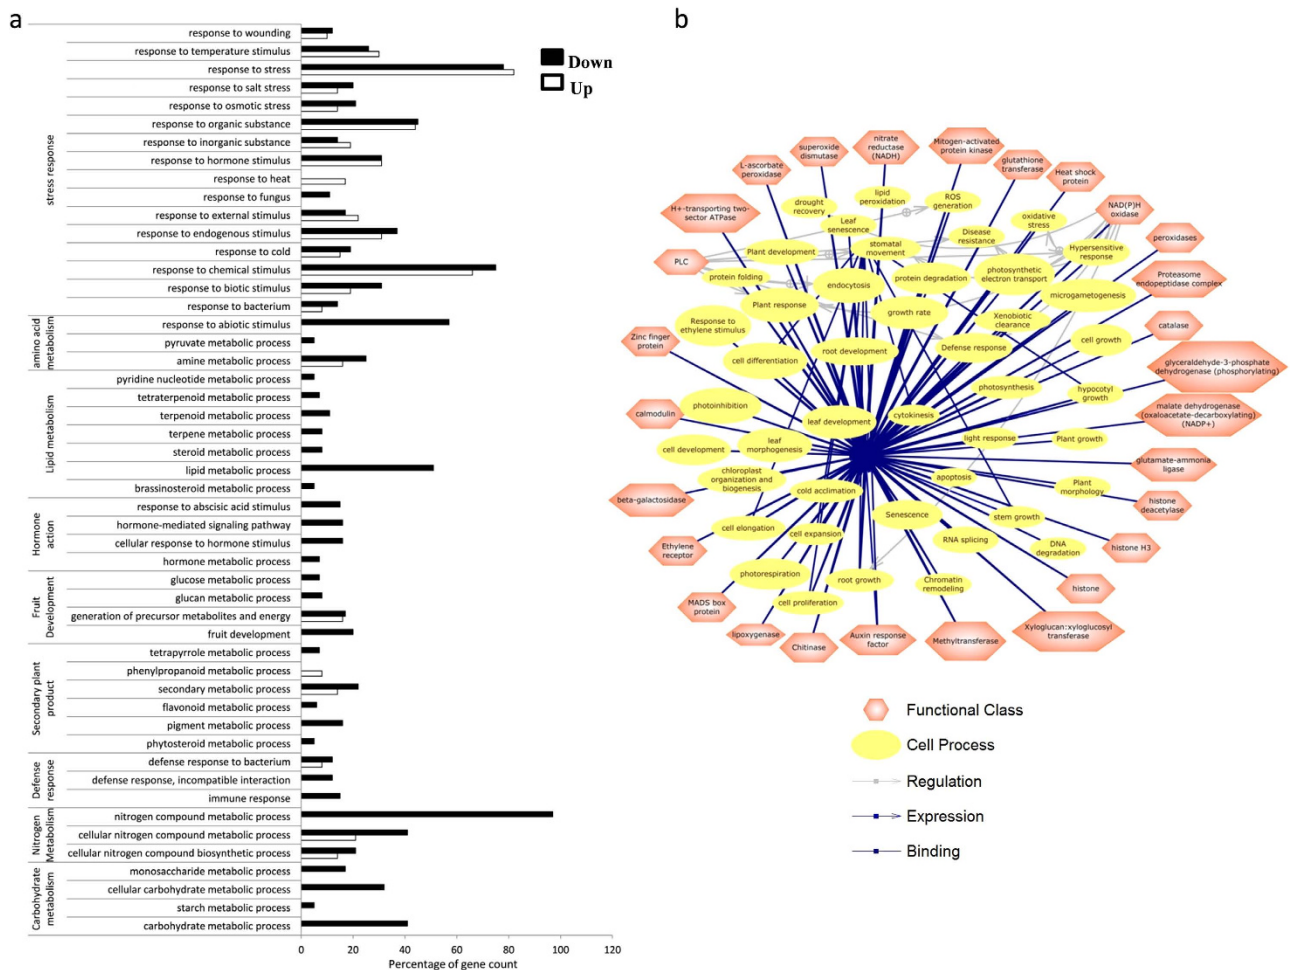 a
response to wounding
response to temperature stimulus
response to stress
response to salt stress
response to osmotic stress
response to organic substance
response to inorganic substance
response to hormone stimulus
response to heat
response to fungus
response to external stimulus
response to endogenous stimulus
response to cold
response to chemical stimulus
response to biotic stimulus
response to bacterium
response to abiotic stimulus
pyruvate metabolic process
amine metabolic process
pyridine nucleotide metabolic process
tetraterpenoid metabolic process
terpenoid metabolic process
terpene metabolic process
steroid metabolic process
lipid metabolic process
brassinosteroid metabolic process
response to abscisic acid stimulus
hormone-mediated signaling pathway
cellular response to hormone stimulus
hormone metabolic process
glucose metabolic process
glucan metabolic process
generation of precursor metabolites and energy
fruit development
tetrapyrrole metabolic process
phenylpropanoid metabolic process
secondary metabolic process
flavonoid metabolic process
pigment metabolic process
phytosteroid metabolic process
defense response to bacterium
defense response, incompatible interaction
immune response
nitrogen compound metabolic process
cellular nitrogen compound metabolic process
cellular nitrogen compound biosynthetic process
monosaccharide metabolic process
cellular carbohydrate metabolic process
starch metabolic process
carbohydrate metabolic process
stress response
amino acid
metabolism
Lipid metabolism
Hormone
action
Fruit
Development
Secondary plant
product
Defense
response
Nitrogen
Metabolism
Carbohydrate
metabolism
0 20 40 60 80 100 120
Percentage of gene count
Down
Up
b
superoxide
dismutase
nitrate
reductase
(NADH)
Mitogen-activated
protein kinase
glutathione
transferase
Heat shock
protein
L-ascorbate
peroxidase
NAD(P)H
oxidase
H+-transporting two-
sector ATPase
peroxidases
PLC
Proteasome
endopeptidase complex
Zinc finger
protein
catalase
glyceraldehyde-3-phosphate
dehydrogenase (phosphorylating)
calmodulin
malate dehydrogenase
(oxaloacetate-decarboxylating)
(NADP+)
glutamate-ammonia
ligase
beta-galactosidase
histone
deacetylase
Ethylene
receptor
histone H3
histone
MADS box
protein
lipoxygenase
Chitinase
Auxin response
factor
Methyltransferase
Xyloglucan:xyloglucosyl
transferase
drought
recovery
lipid
peroxidation
ROS
generation
Leaf
senescence
oxidative
stress
Disease
resistance
Plant development
stomatal
movement
Hypersensitive
response
protein folding
endocytosis
protein degradation
photosynthetic
electron transport
microgametogenesis
Plant response
growth rate
Xenobiotic
clearance
Response to
ethylene stimulus
root development
Defense response
cell growth
cell differentiation
photosynthesis
hypocotyl
growth
photoinhibition
leaf development
cytokinesis
cell development
leaf
morphogenesis
light response
Plant growth
chloroplast
organization and
biogenesis
cold acclimation
apoptosis
Plant
morphology
cell elongation
cell expansion
Senescence
stem growth
RNA splicing
DNA
degradation
photorespiration
root growth
Chromatin
remodeling
cell proliferation
Functional Class
Cell Process
Regulation
Expression
Binding